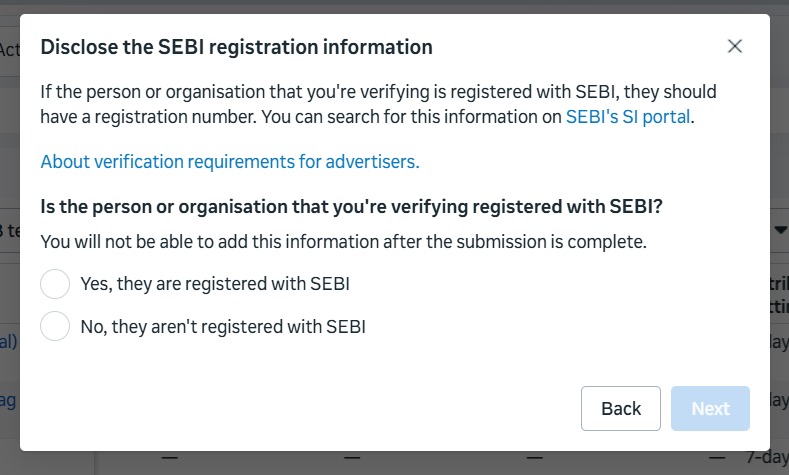 Disclose the SEBI registration information
If the person or organisation that you're verifying is registered with SEBI, they should
have a registration number. You can search for this information on SEBI's SI portal.
About verification requirements for advertisers.
Is the person or organisation that you're verifying registered with SEBI?
You will not be able to add this information after the submission is complete.
Yes, they are registered with SEBI
No, they aren't registered with SEBI
Back
Next
7-day